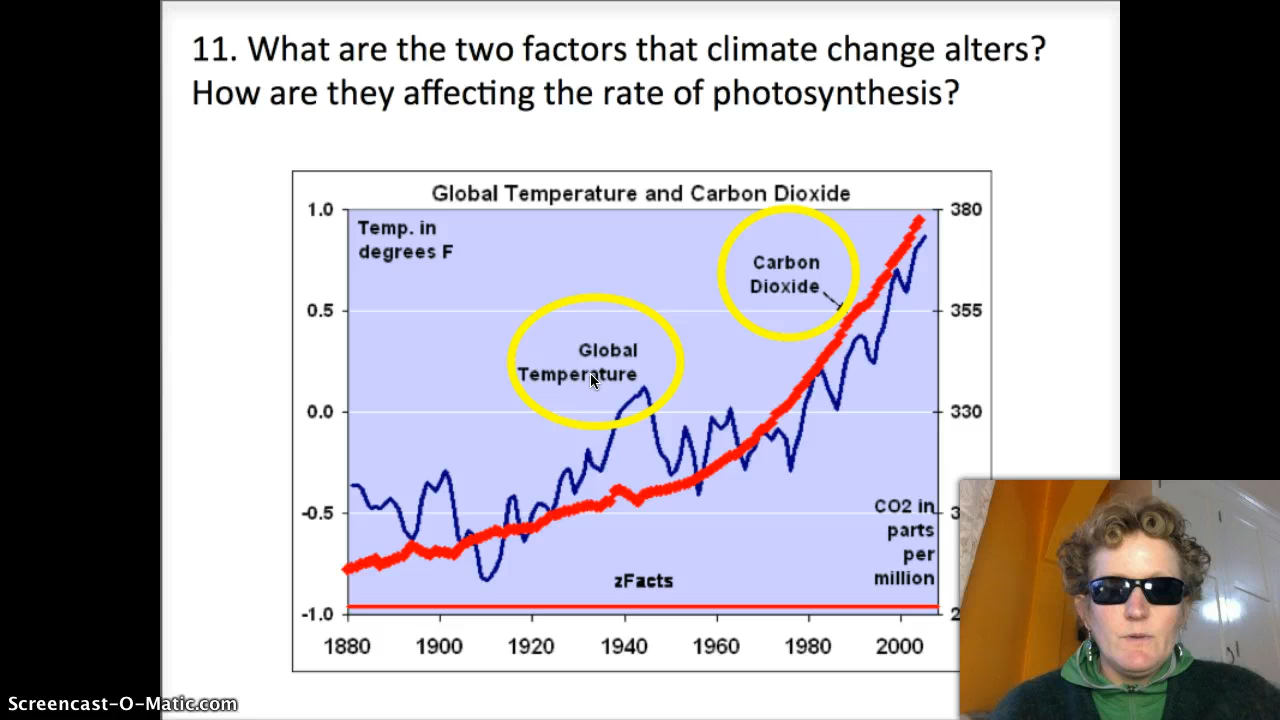 11. What are the two factors that climate change alters?
How are they affecting the rate of photosynthesis?
Global Temperature and Carbon Dioxide
1.0
380
Temp. in
degrees F
Carbon
Dioxide
0.5
355
Global
Temperature
0.0
330
-0.5
CO2 in
parts
per
million
zFacts
-1.0
1880
1900
1920
1940
1960
1980
2000
Screencast-O-Matic.com